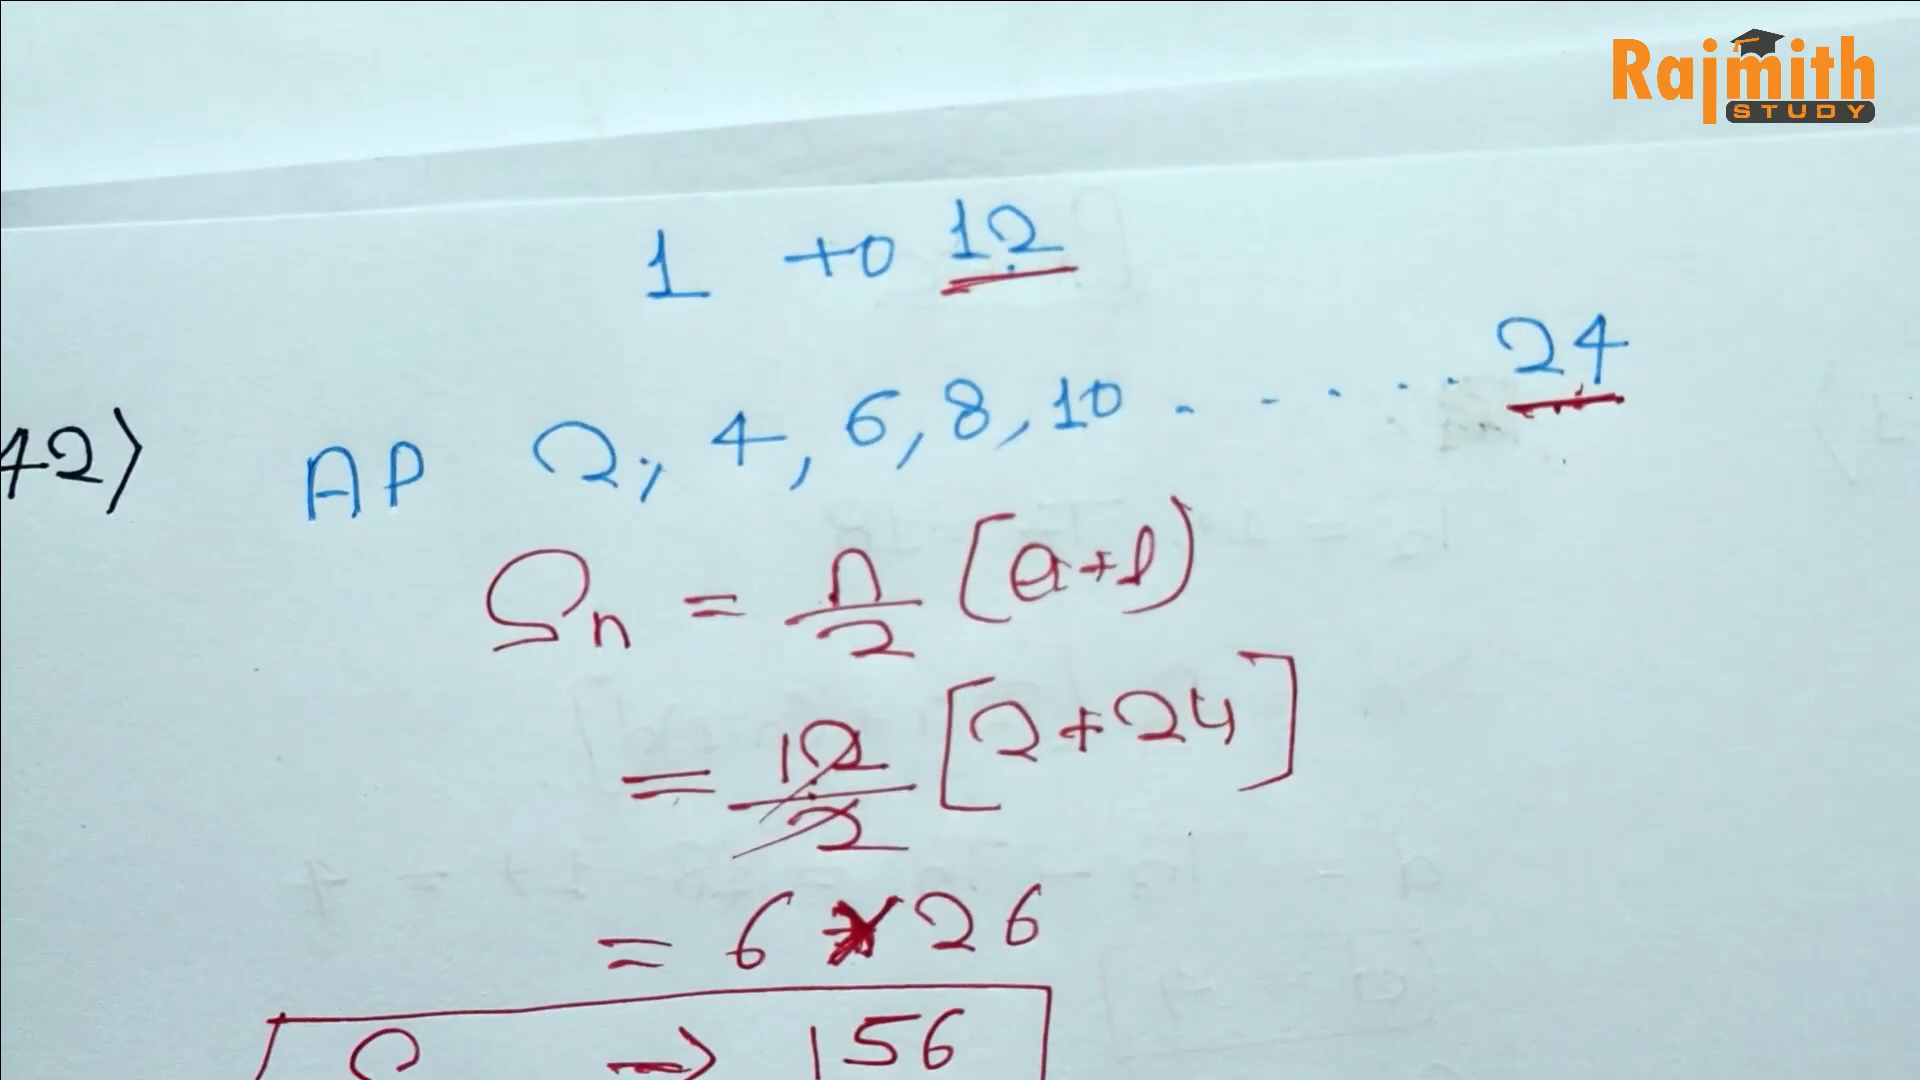 Rajmith
STUDY
1 to 12
42) AP 2, 4, 6, 8, 10 . . . . . 24
Sn = n/2 (a+l)
= 12/2 [2+24]
= 6 × 26
S → 156